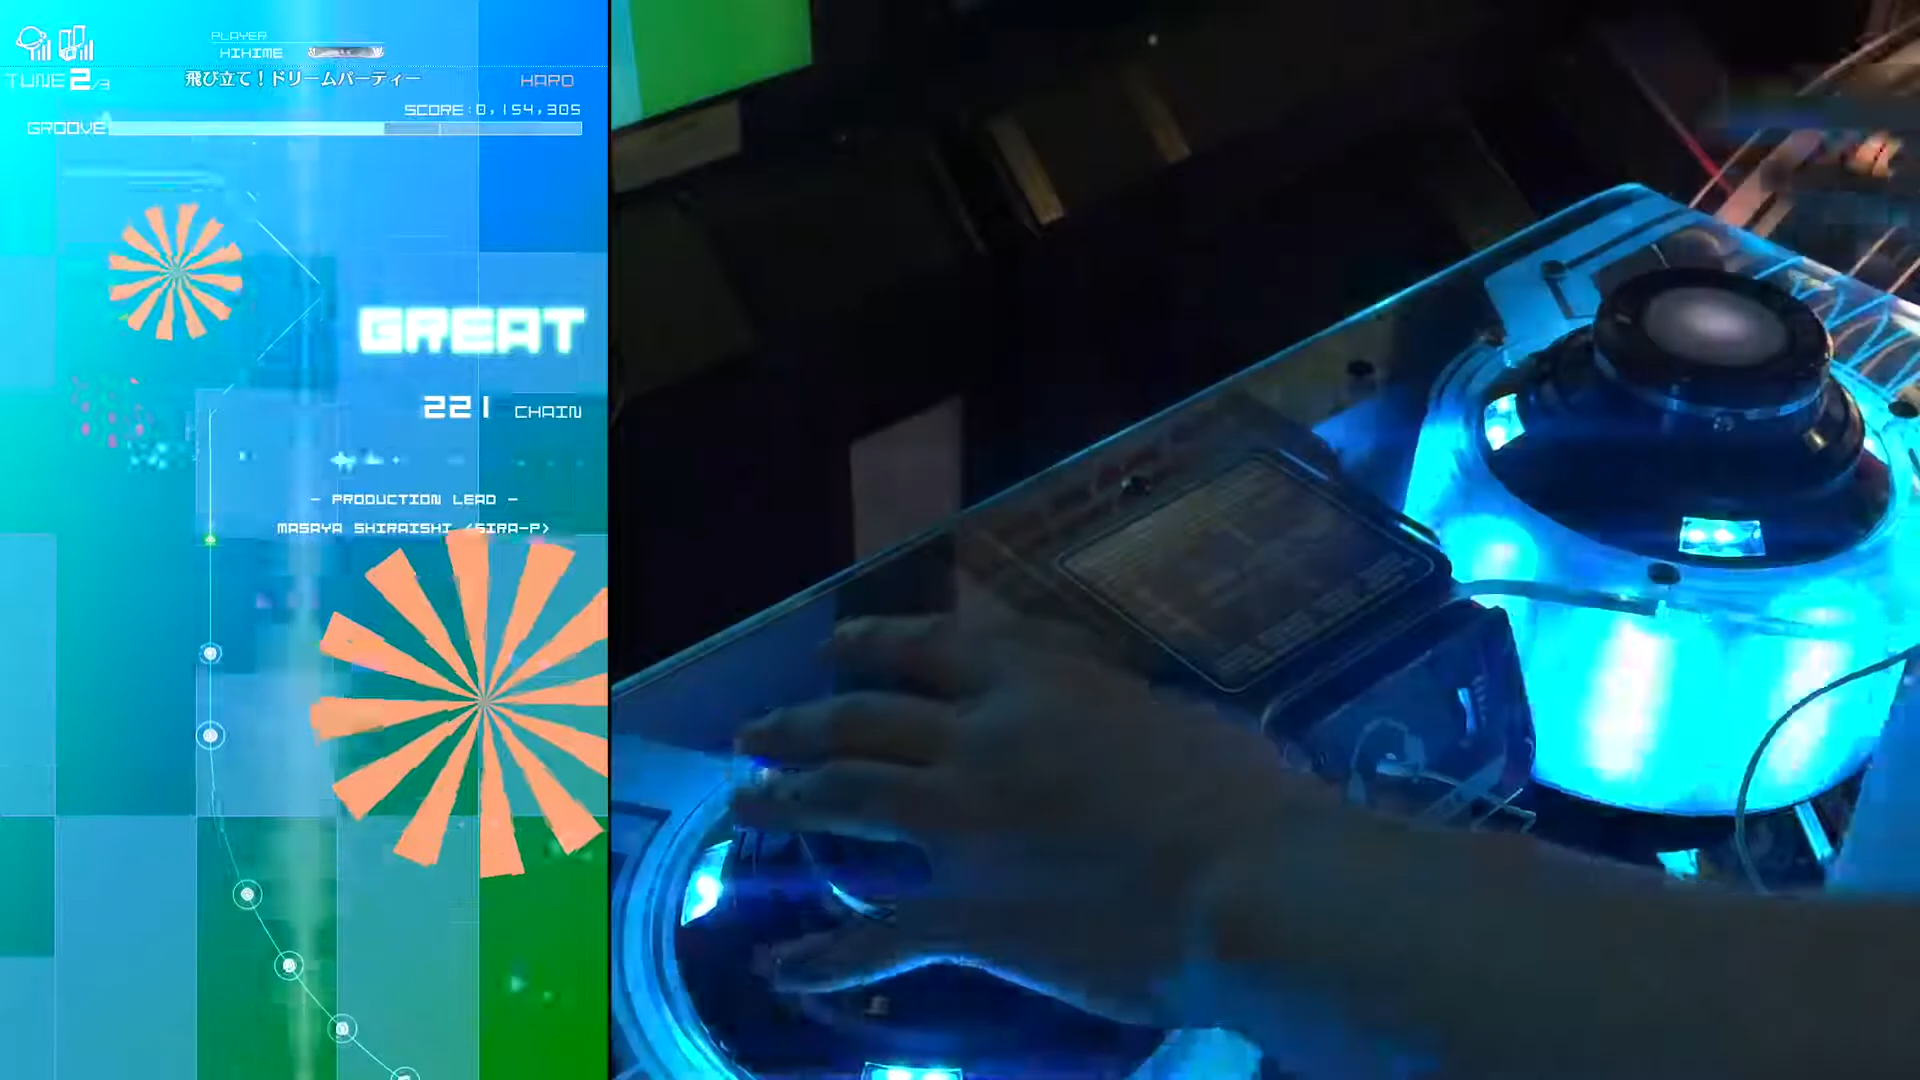 PLAYER
HIHIME
TUNE 2/3
飛び立て!ドリームパーティー
HARD
SCORE:0,154,305
GROOVE
GREAT
221 CHAIN
- PRODUCTION LEAD -
MASAYA SHIRAISHI <SIRA-P>